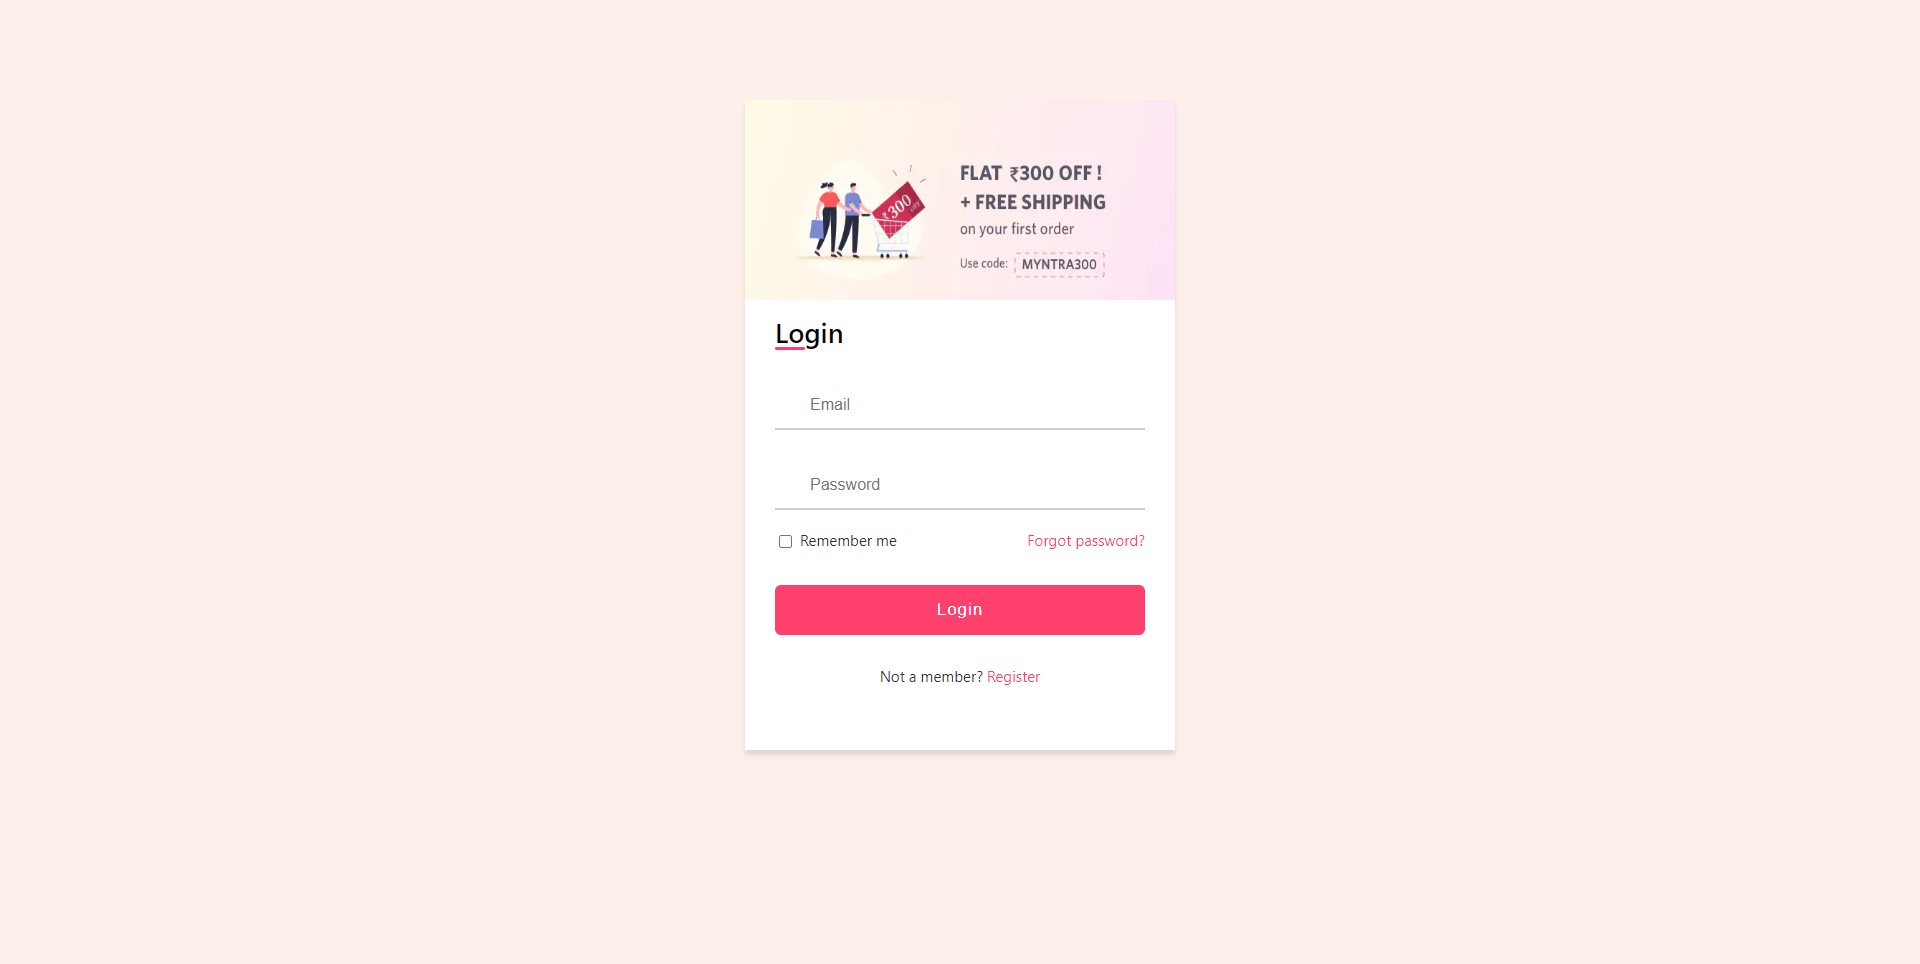 FLAT ₹300 OFF !
+ FREE SHIPPING
on your first order
Use code: MYNTRA300
₹300
Login
Email
Password
Remember me Forgot password?
Login
Not a member? Register